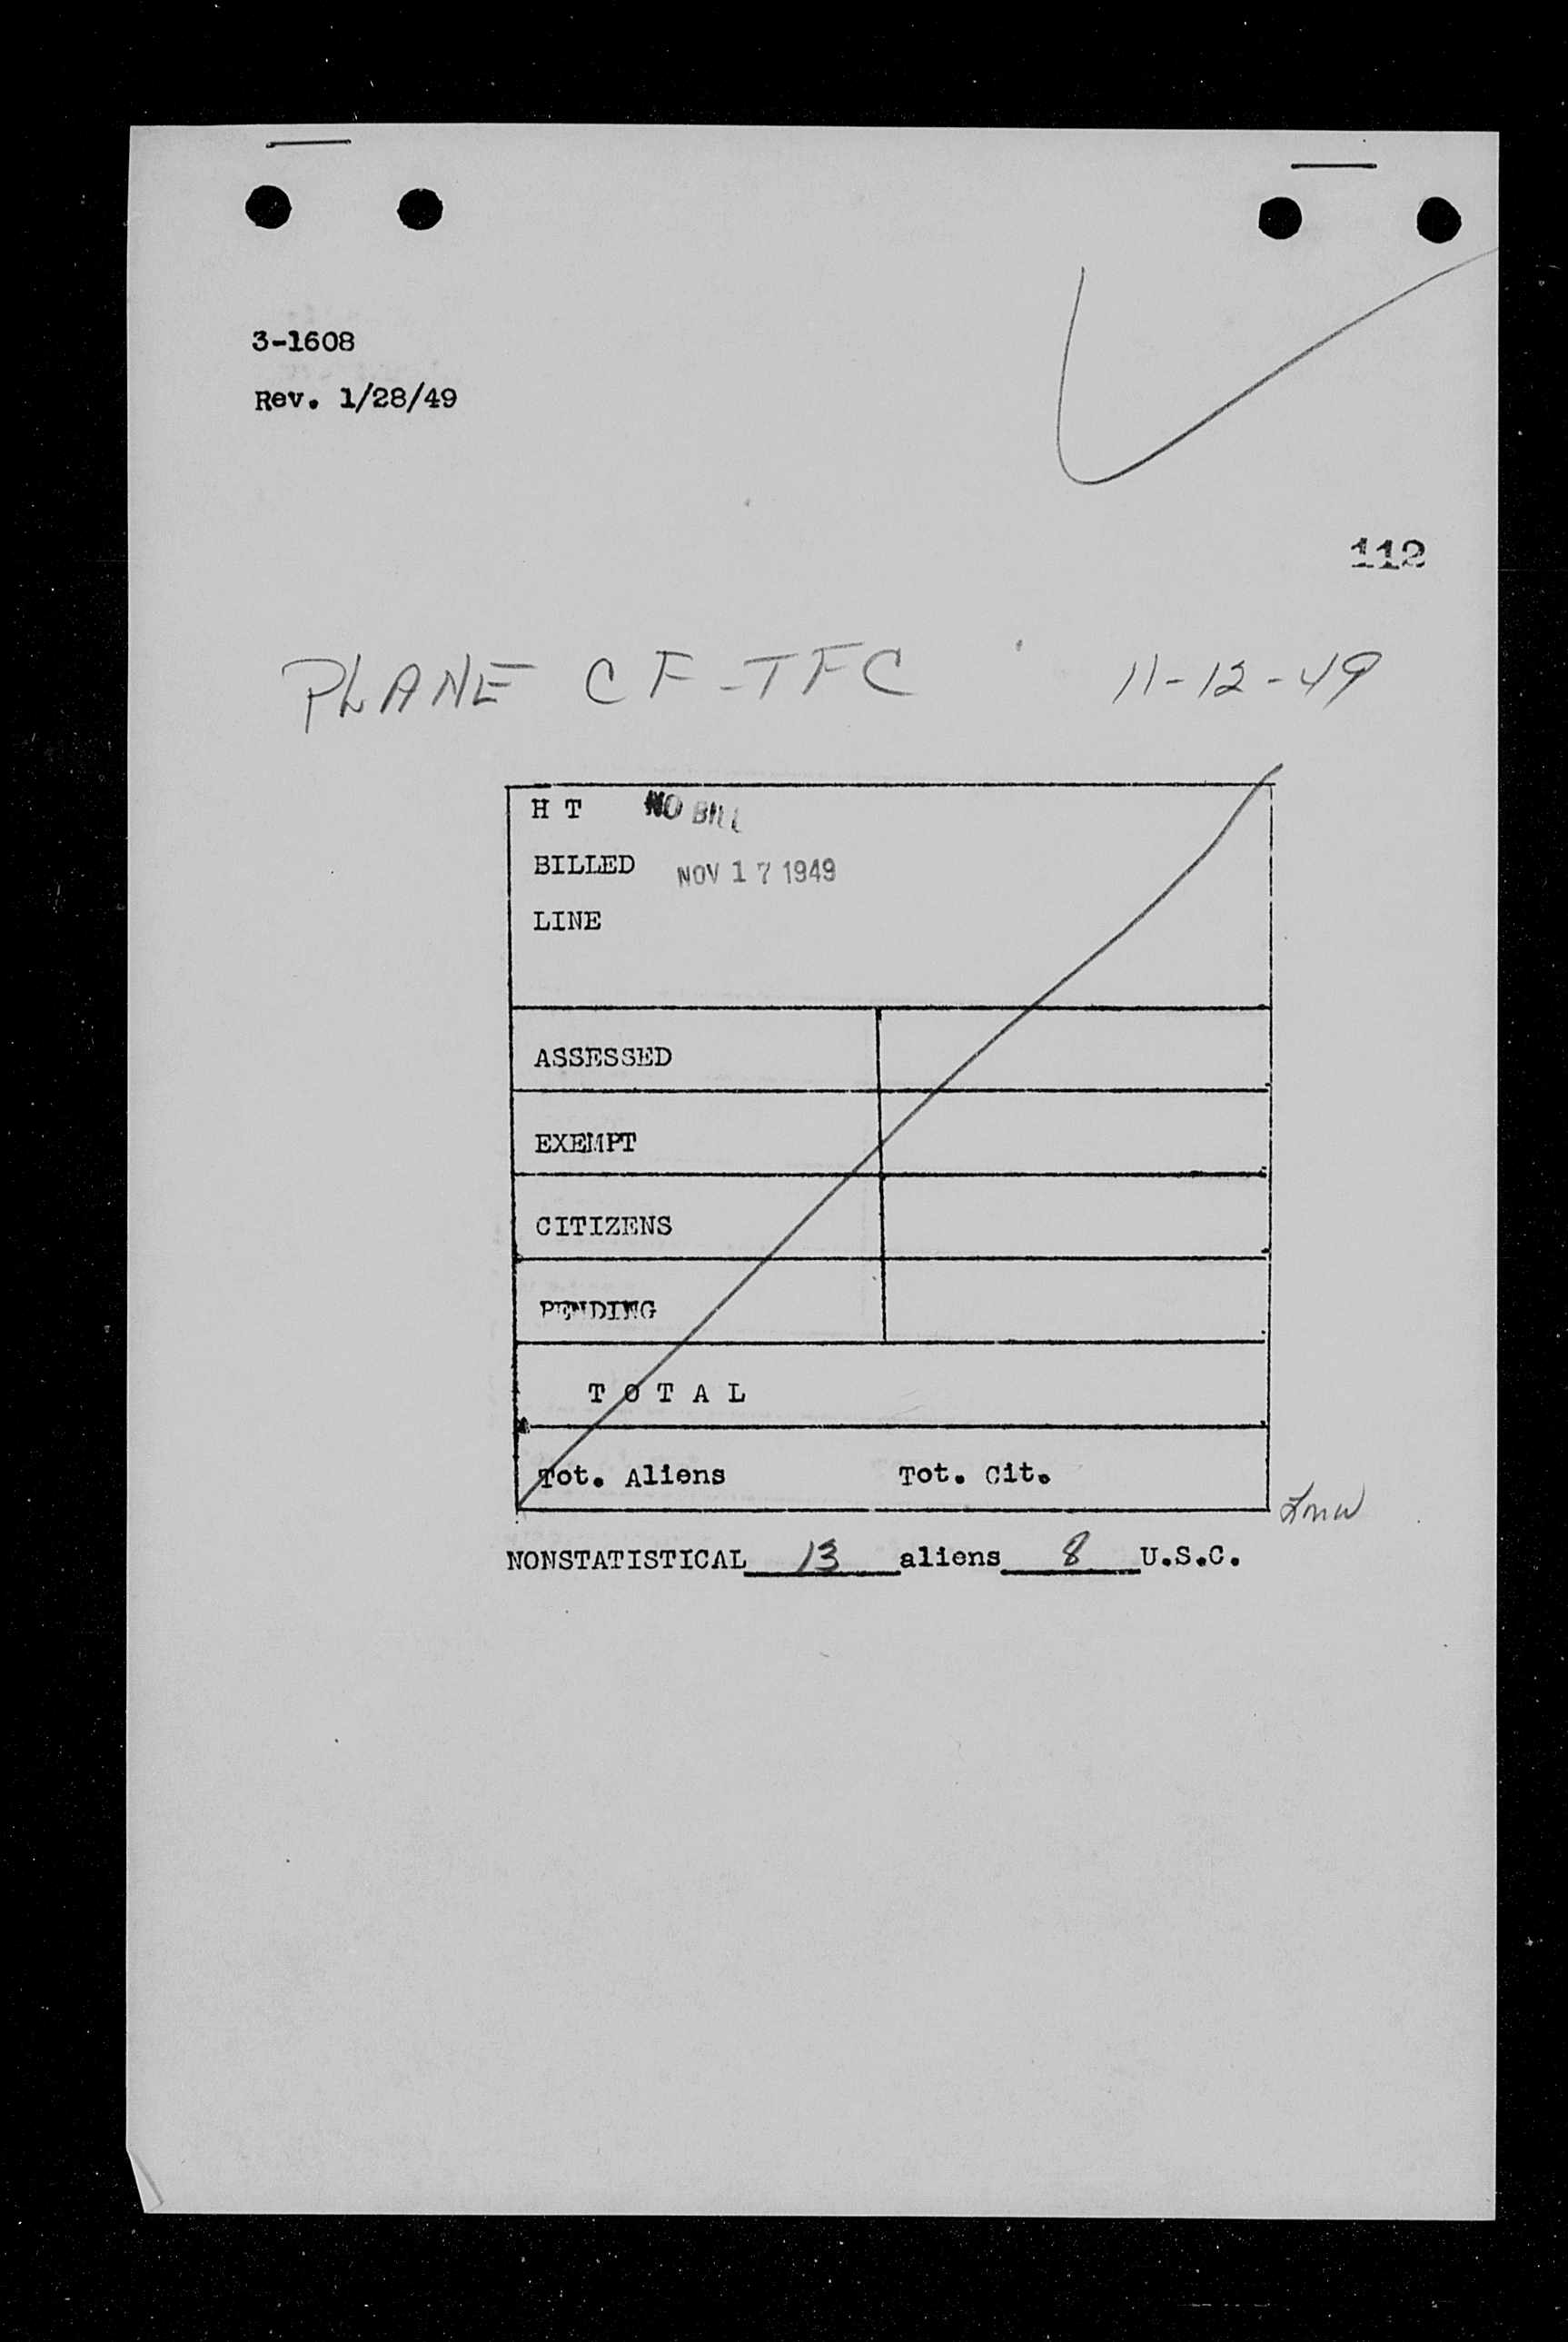 3-1608
Rev. 1/28/49
112
PLANE CF-TFC 11-12-49
H T NO BILL
BILLED NOV 17 1949
LINE
ASSESSED
EXEMPT
CITIZENS
PENDING
T O T A L
Tot. Aliens Tot. Cit.
NONSTATISTICAL 13 aliens 8 U.S.C.